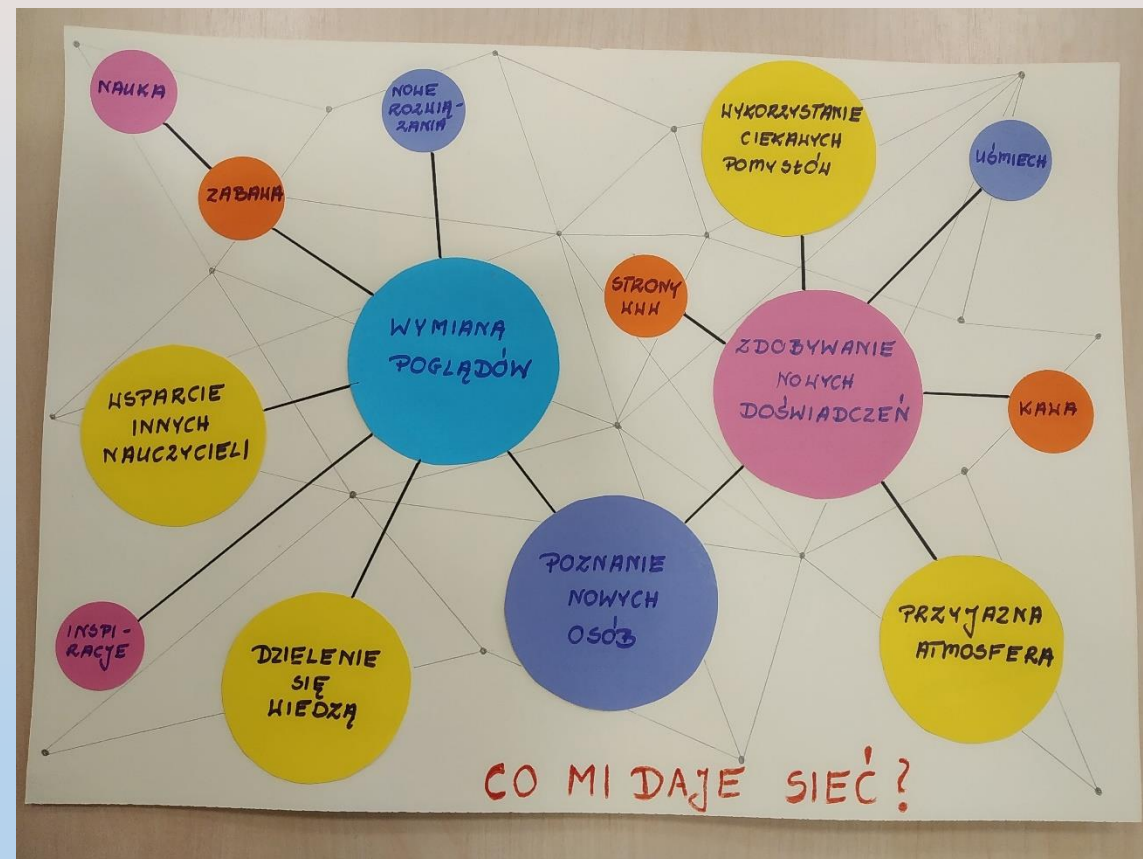 NAUKA
NOWE
ROZWIĄ-
ZANIA
ZABAWA
WYKORZYSTANIE
CIEKAWYCH
POMYSŁÓW
UŚMIECH
STRONY
WWW
WYMIANA
POGLĄDÓW
ZDOBYWANIE
NOWYCH
DOŚWIADCZEŃ
KAWA
WSPARCIE
INNYCH
NAUCZYCIELI
POZNANIE
NOWYCH
OSÓB
INSPI-
RACJE
DZIELENIE
SIĘ
WIEDZĄ
PRZYJAZNA
ATMOSFERA
CO MI DAJE SIEĆ?